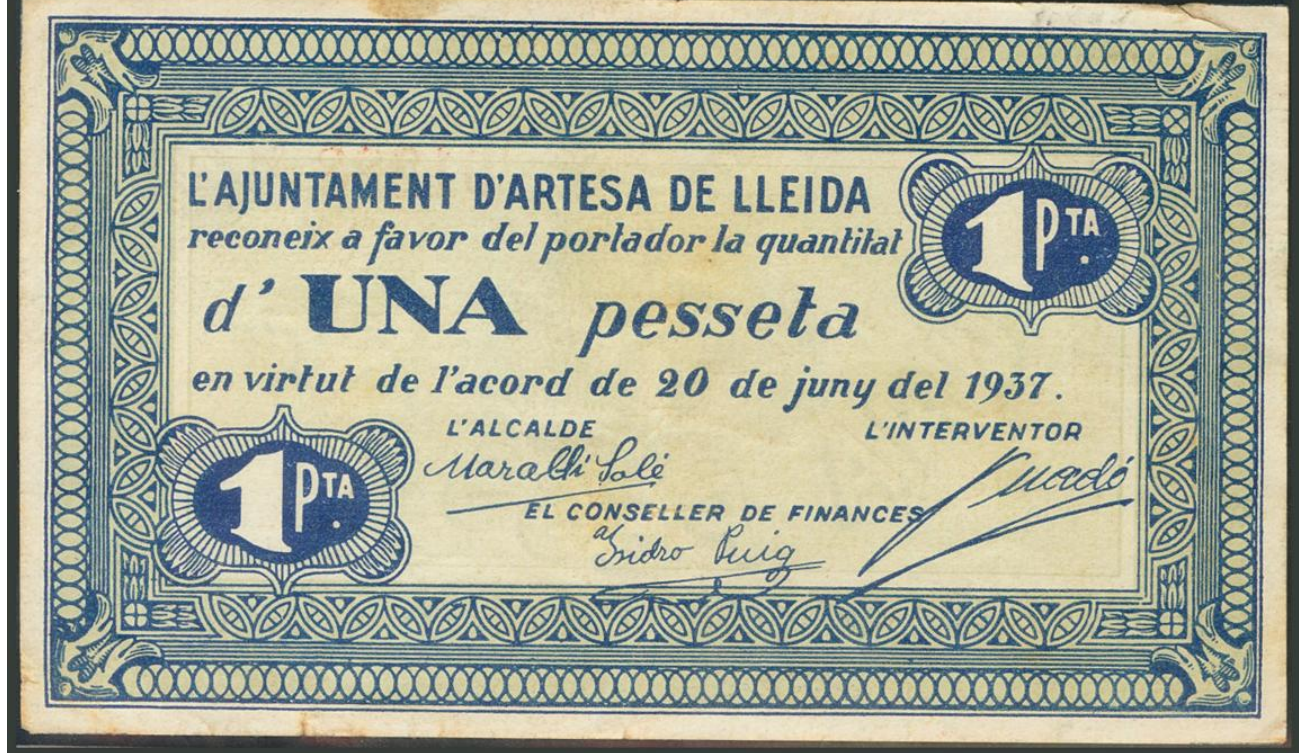 L'AJUNTAMENT D'ARTESA DE LLEIDA
reconeix a favor del portador la quantitat
d' UNA pesseta
1 PTA.
en virtut de l'acord de 20 de juny del 1937.
L'ALCALDE
L'INTERVENTOR
Solé
1 PTA.
EL CONSELLER DE FINANCES
Isidro Puig